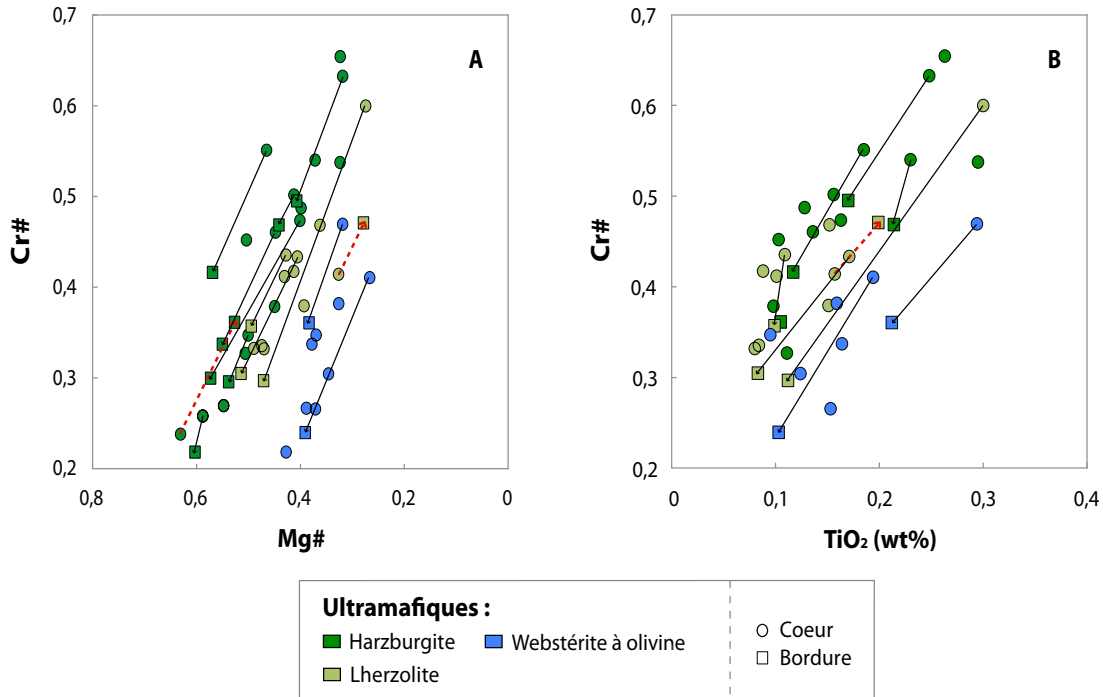 A
0,7
0,6
0,5
0,4
0,3
0,2
Cr#
0,8
0,6
0,4
0,2
0
Mg#
B
0,7
0,6
0,5
0,4
0,3
0,2
Cr#
0
0,1
0,2
0,3
0,4
TiO₂ (wt%)
Ultramafiques :
Harzburgite
Webstérite à olivine
Lherzolite
Coeur
Bordure